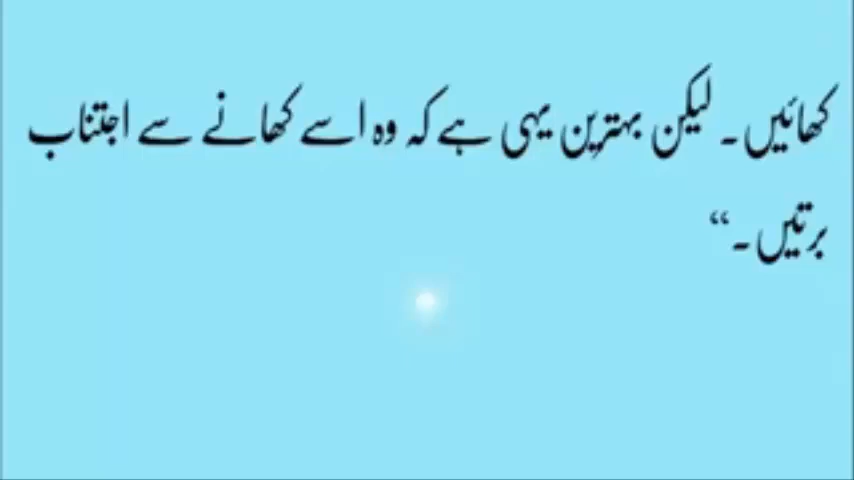 کھائیں۔ لیکن بہترین یہی ہے کہ وہ اسے کھانے سے اجتناب
برتیں۔“